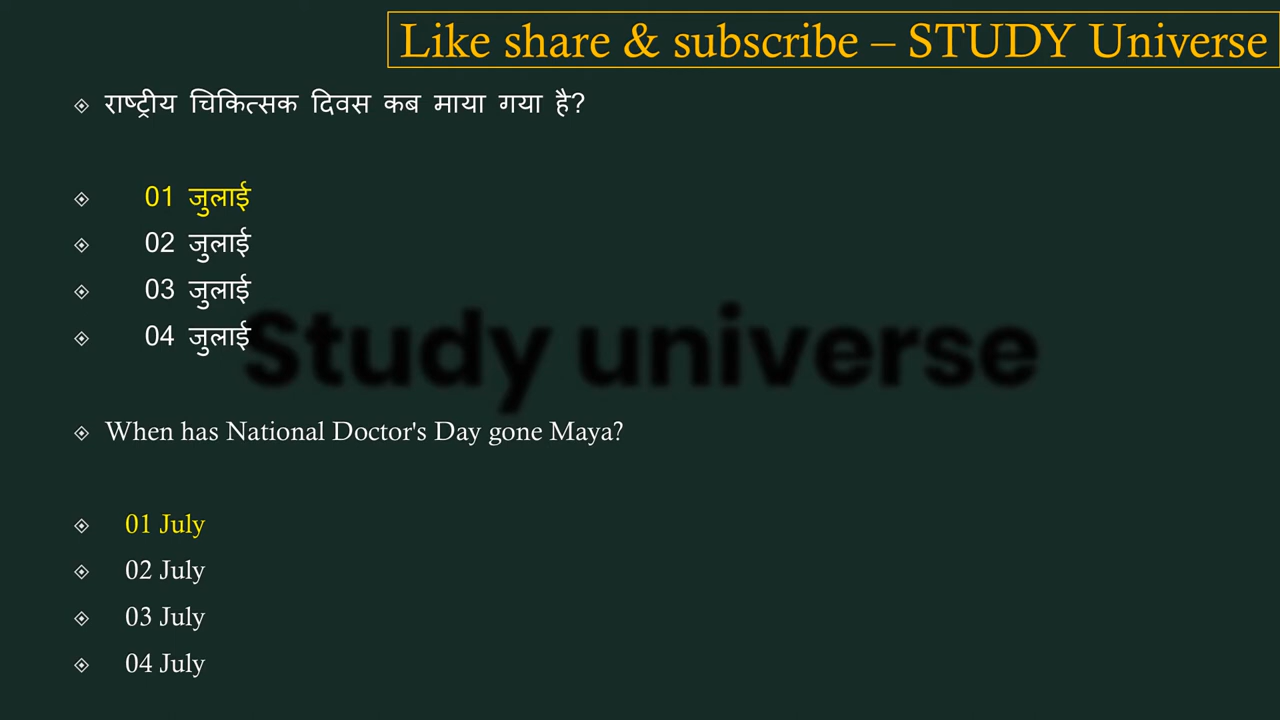 Like share & subscribe – STUDY Universe
राष्ट्रीय चिकित्सक दिवस कब माया गया है?
01 जुलाई
02 जुलाई
03 जुलाई
04 जुलाई
Study universe
When has National Doctor's Day gone Maya?
01 July
02 July
03 July
04 July